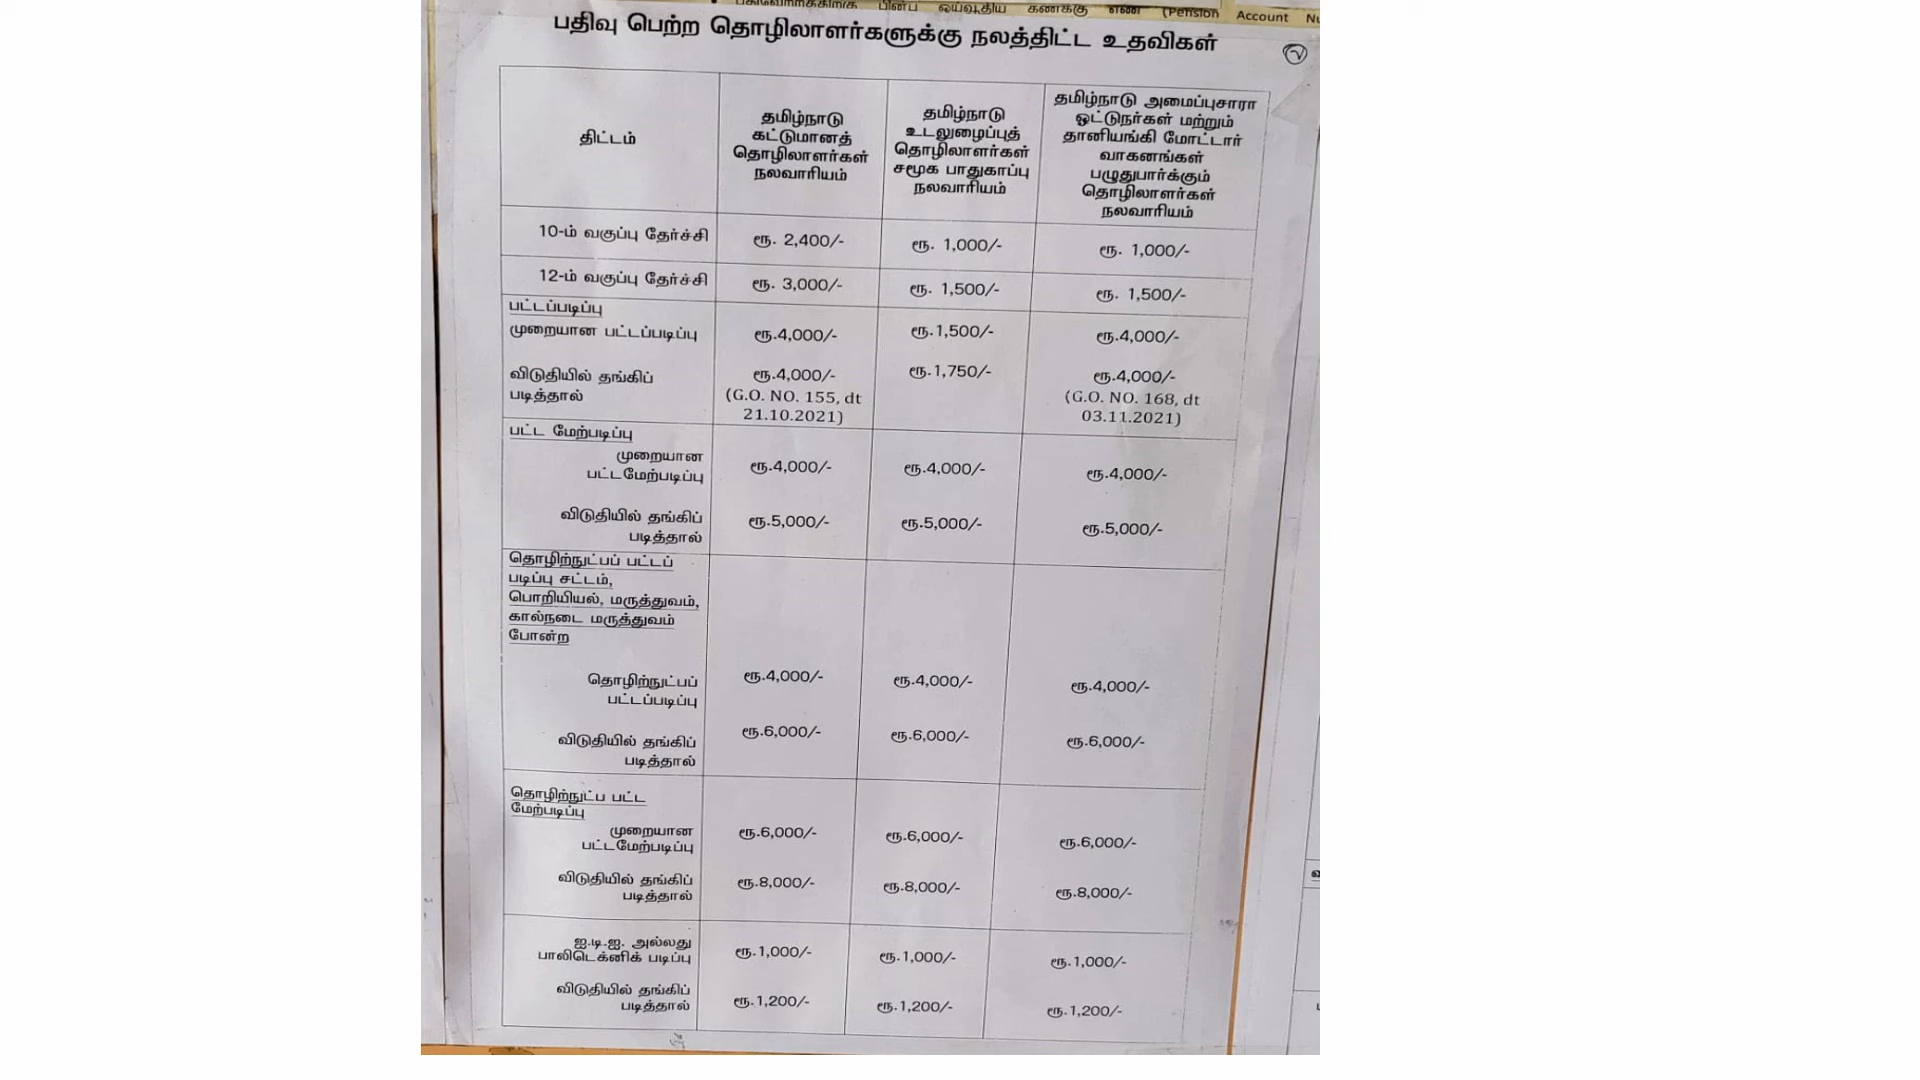 பின்பு ஓய்வூதிய கணக்கு எண் (Pension Account
பதிவு பெற்ற தொழிலாளர்களுக்கு நலத்திட்ட உதவிகள்
திட்டம்
தமிழ்நாடு
கட்டுமானத்
தொழிலாளர்கள்
நலவாரியம்
தமிழ்நாடு
உடலுழைப்புத்
தொழிலாளர்கள்
சமூக பாதுகாப்பு
நலவாரியம்
தமிழ்நாடு அமைப்புசாரா
ஓட்டுநர்கள் மற்றும்
தானியங்கி மோட்டார்
வாகனங்கள்
பழுதுபார்க்கும்
தொழிலாளர்கள்
நலவாரியம்
10-ம் வகுப்பு தேர்ச்சி ரூ. 2,400/- ரூ. 1,000/- ரூ. 1,000/-
12-ம் வகுப்பு தேர்ச்சி ரூ. 3,000/- ரூ. 1,500/- ரூ. 1,500/-
பட்டப்படிப்பு
முறையான பட்டப்படிப்பு ரூ.4,000/- ரூ.1,500/- ரூ.4,000/-
விடுதியில் தங்கிப்
படித்தால்
ரூ.4,000/-
(G.O. NO. 155, dt
21.10.2021)
ரூ.1,750/-
ரூ.4,000/-
(G.O. NO. 168, dt
03.11.2021)
பட்ட மேற்படிப்பு
முறையான
பட்டமேற்படிப்பு
ரூ.4,000/- ரூ.4,000/- ரூ.4,000/-
விடுதியில் தங்கிப்
படித்தால்
ரூ.5,000/- ரூ.5,000/- ரூ.5,000/-
தொழிற்நுட்பப் பட்டப்
படிப்பு சட்டம்,
பொறியியல், மருத்துவம்,
கால்நடை மருத்துவம்
போன்ற
தொழிற்நுட்பப்
பட்டப்படிப்பு
ரூ.4,000/- ரூ.4,000/- ரூ.4,000/-
விடுதியில் தங்கிப்
படித்தால்
ரூ.6,000/- ரூ.6,000/- ரூ.6,000/-
தொழிற்நுட்ப பட்ட
மேற்படிப்பு
முறையான
பட்டமேற்படிப்பு
ரூ.6,000/- ரூ.6,000/- ரூ.6,000/-
விடுதியில் தங்கிப்
படித்தால்
ரூ.8,000/- ரூ.8,000/- ரூ.8,000/-
ஐ.டி.ஐ. அல்லது
பாலிடெக்னிக் படிப்பு
ரூ.1,000/- ரூ.1,000/- ரூ.1,000/-
விடுதியில் தங்கிப்
படித்தால்
ரூ.1,200/- ரூ.1,200/- ரூ.1,200/-